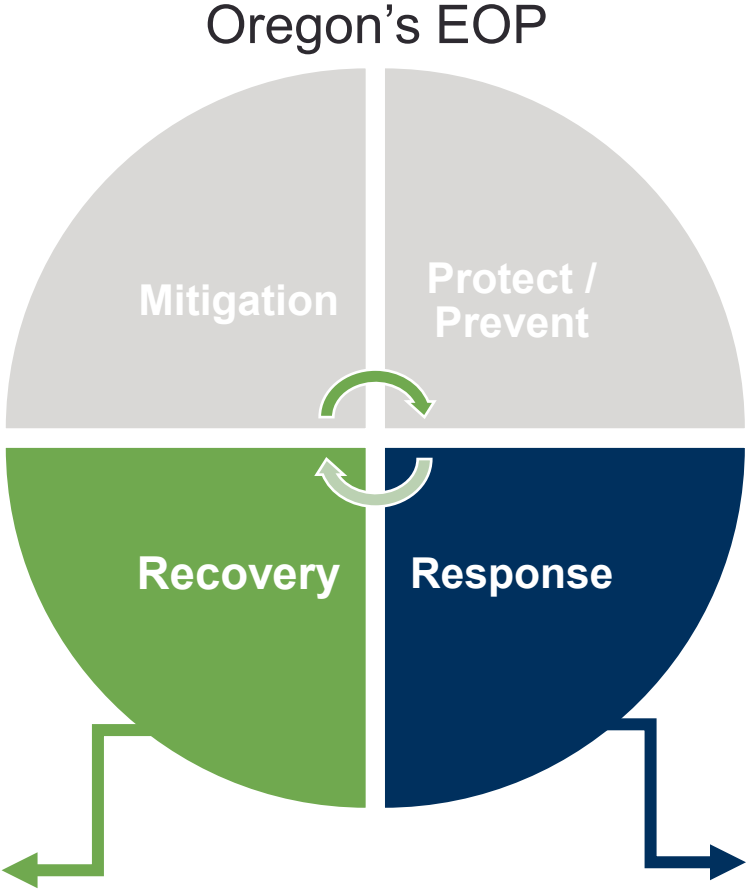 Oregon’s EOP
Mitigation
Protect /
Prevent
Recovery
Response